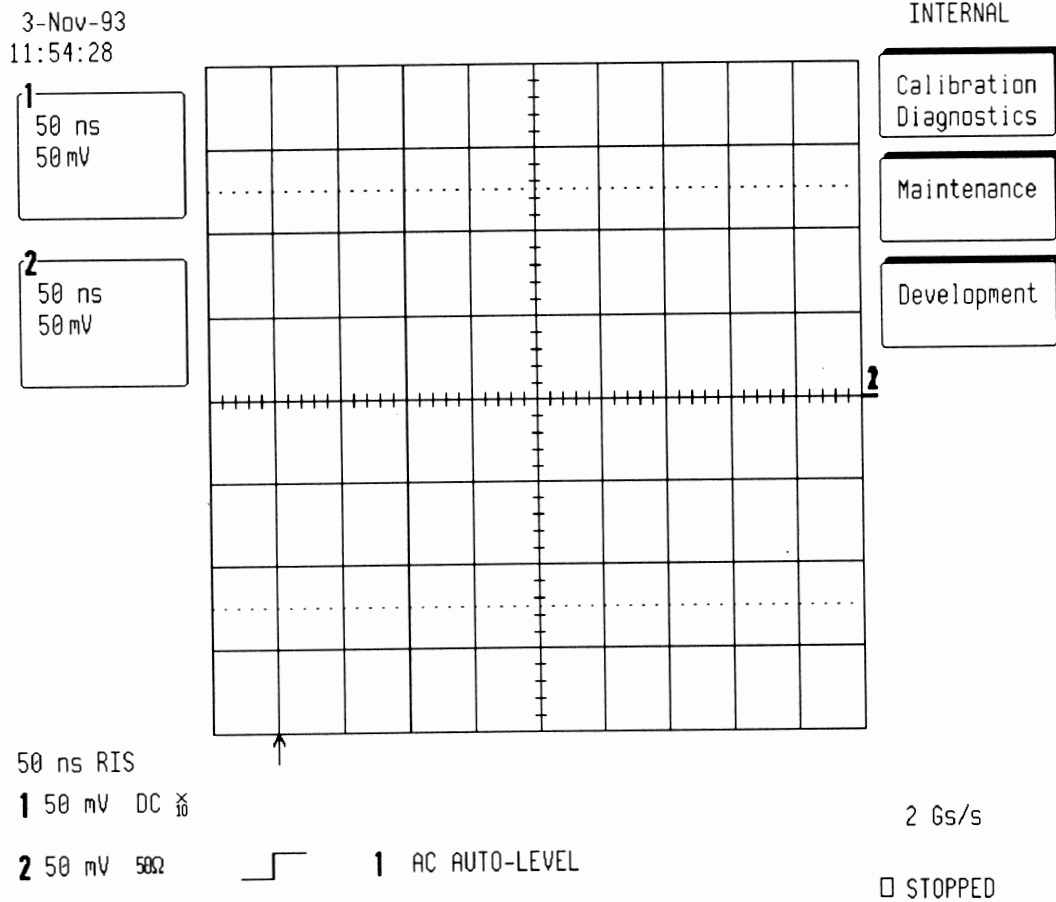 3-Nov-93
11:54:28
INTERNAL
1
50 ns
50 mV
2
50 ns
50 mV
Calibration
Diagnostics
Maintenance
Development
2
50 ns RIS
1 50 mV DC ×10
2 50 mV 50Ω
1 AC AUTO-LEVEL
2 Gs/s
STOPPED